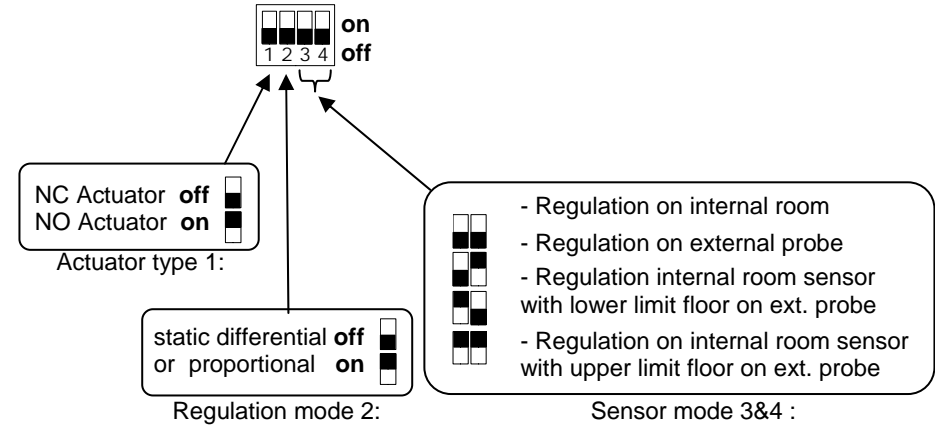 on
1 2 3 4 off
NC Actuator off
NO Actuator on
Actuator type 1:
static differential off
or proportional on
Regulation mode 2:
- Regulation on internal room
- Regulation on external probe
- Regulation internal room sensor
with lower limit floor on ext. probe
- Regulation on internal room sensor
with upper limit floor on ext. probe
Sensor mode 3&4 :